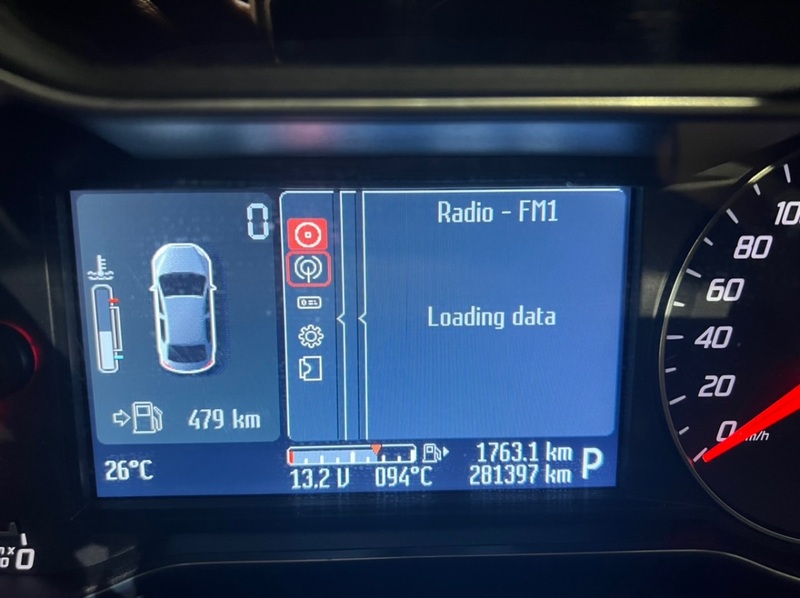 0
Radio - FM1
Loading data
479 km
26°C
13.2 V
094°C
1763.1 km
281397 km
P
80
60
40
20
0
km/h
0